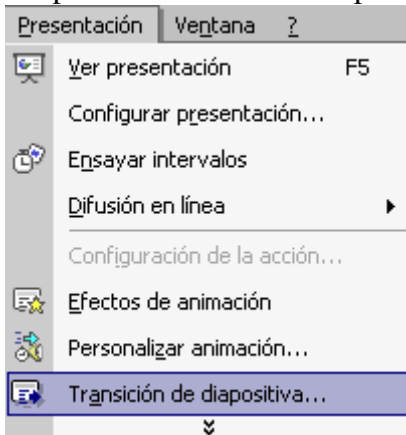 Presentación Ventana ?
Ver presentación F5
Configurar presentación...
Ensayar intervalos
Difusión en línea
Configuración de la acción...
Efectos de animación
Personalizar animación...
Transición de diapositiva...